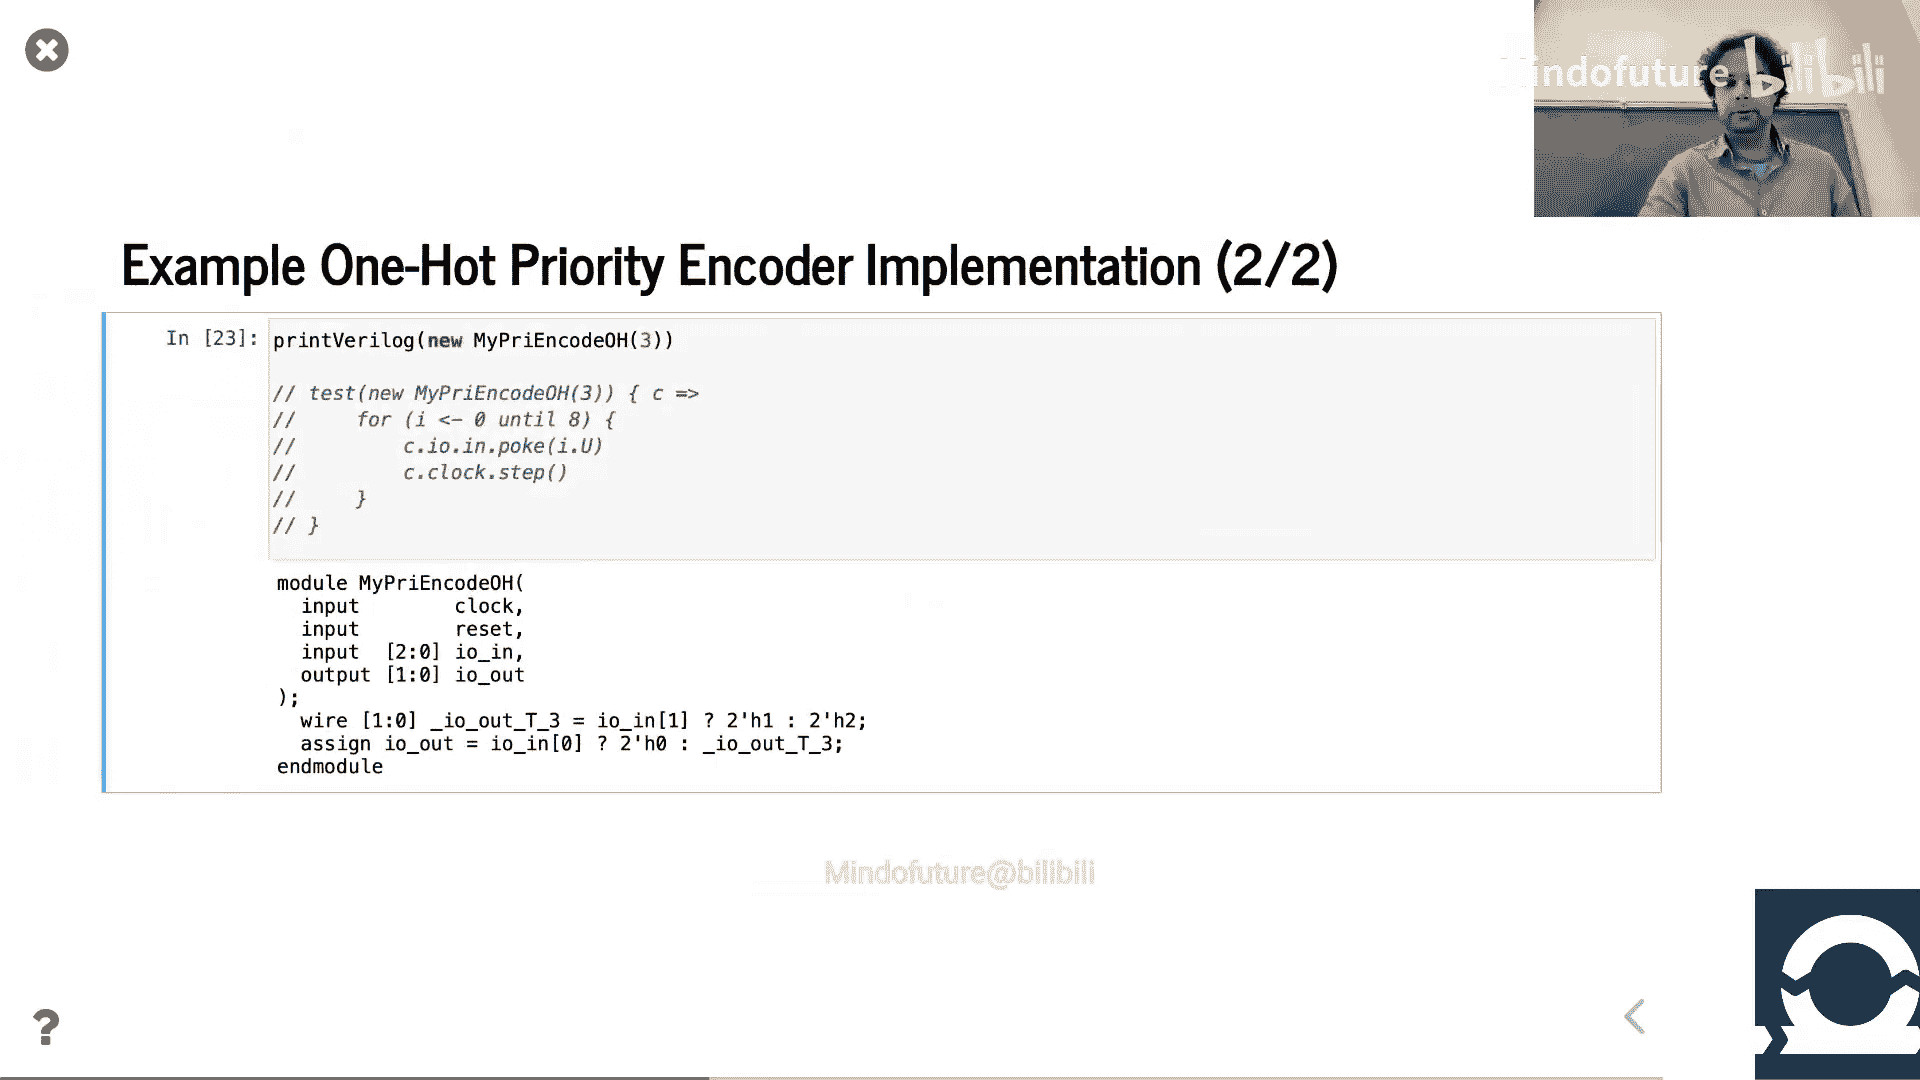 indofuture bilibili
Example One-Hot Priority Encoder Implementation (2/2)
In [23]: printVerilog(new MyPriEncodeOH(3))
// test(new MyPriEncodeOH(3)) { c =>
//     for (i <- 0 until 8) {
//         c.io.in.poke(i.U)
//         c.clock.step()
//     }
// }
module MyPriEncodeOH(
  input        clock,
  input        reset,
  input  [2:0] io_in,
  output [1:0] io_out
);
  wire [1:0] _io_out_T_3 = io_in[1] ? 2'h1 : 2'h2;
  assign io_out = io_in[0] ? 2'h0 : _io_out_T_3;
endmodule
Mindofuture@bilibili
?